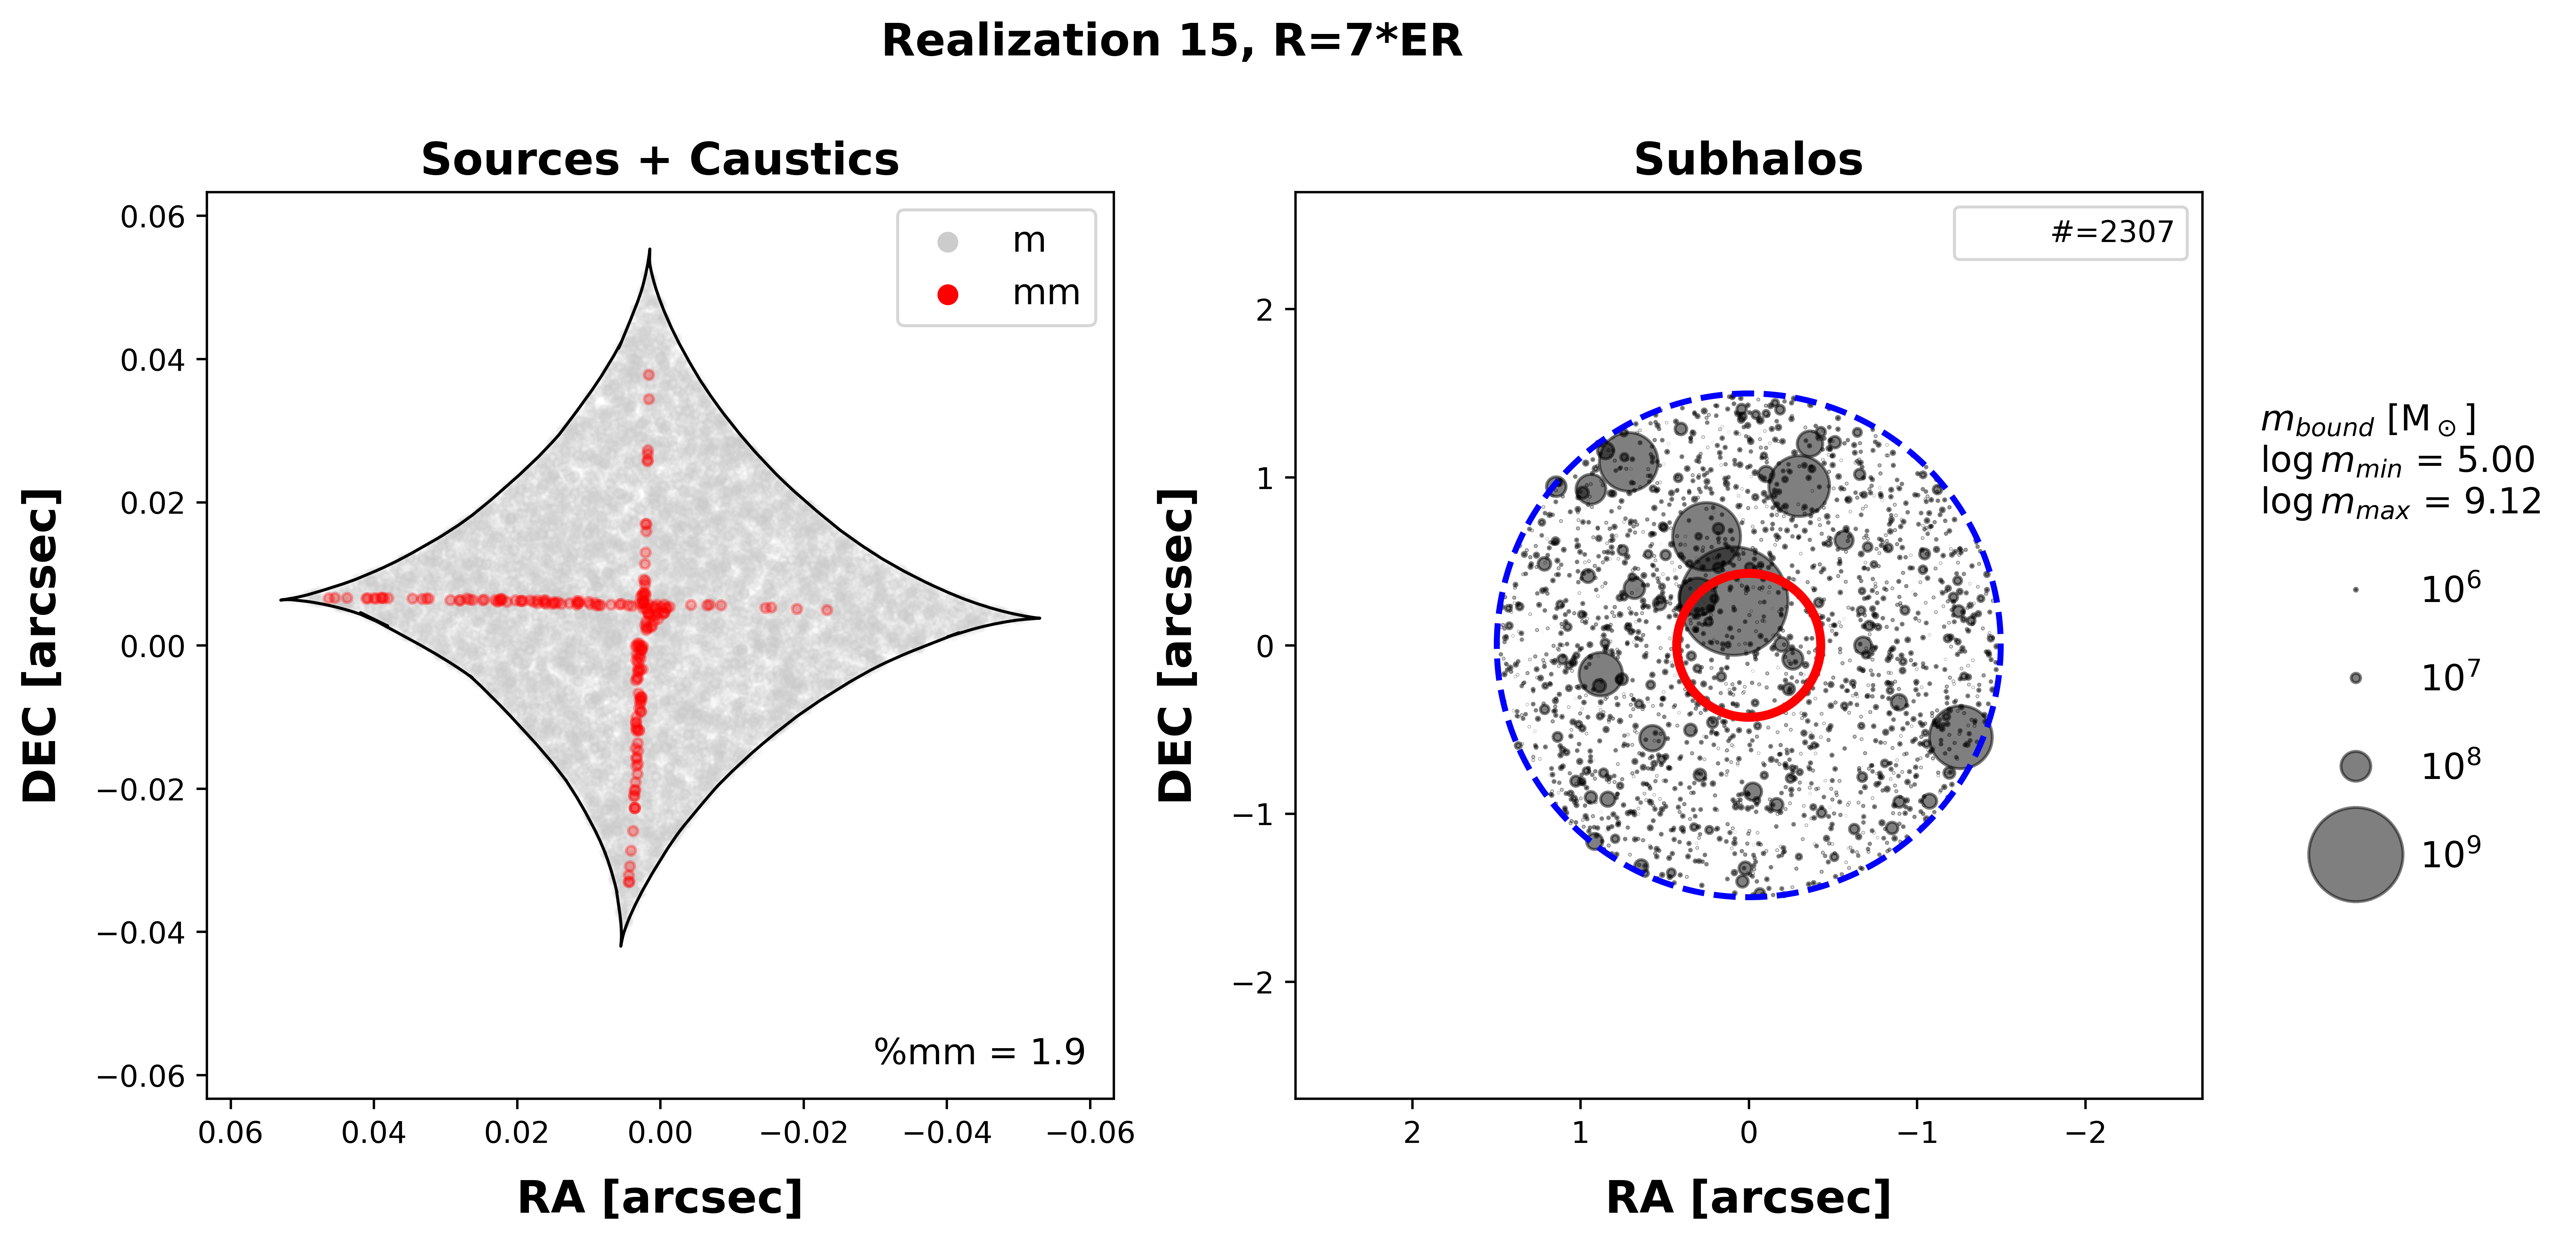 Realization 15, R=7*ER
Sources + Caustics
m
mm
%mm = 1.9
0.06
0.04
0.02
0.00
−0.02
−0.04
−0.06
0.06
0.04
0.02
0.00
−0.02
−0.04
−0.06
DEC [arcsec]
RA [arcsec]
Subhalos
#=2307
2
1
0
−1
−2
2
1
0
−1
−2
DEC [arcsec]
RA [arcsec]
m_bound [M_⊙]
log m_min = 5.00
log m_max = 9.12
10^6
10^7
10^8
10^9